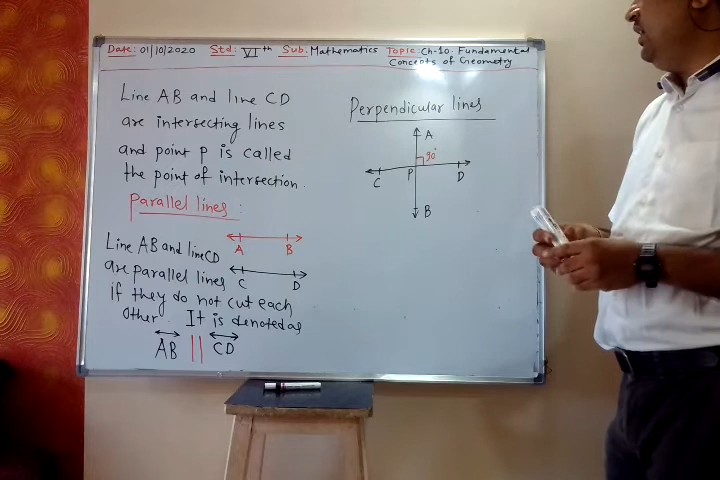 Date: 01/10/2020 Std: VIth Sub: Mathematics Topic: Ch-10. Fundamental
Concepts of Geometry
Line AB and line CD
are intersecting lines
and point p is called
the point of intersection.
Parallel lines:
Line AB and line CD
are parallel lines
if they do not cut each
other. It is denoted as
AB || CD
A B
C D
Perpendicular lines
A
90°
C P D
B